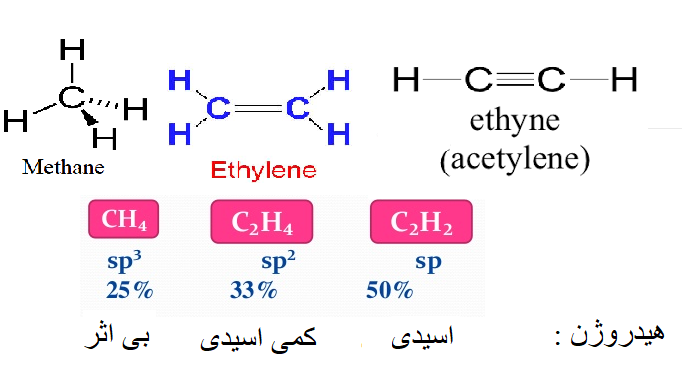 H
C
H
H
H
Methane
H H
C=C
H H
Ethylene
H—C≡C—H
ethyne
(acetylene)
CH₄ C₂H₄ C₂H₂
sp³ sp² sp
25% 33% 50%
هیدروژن : اسیدی کمی اسیدی بی اثر